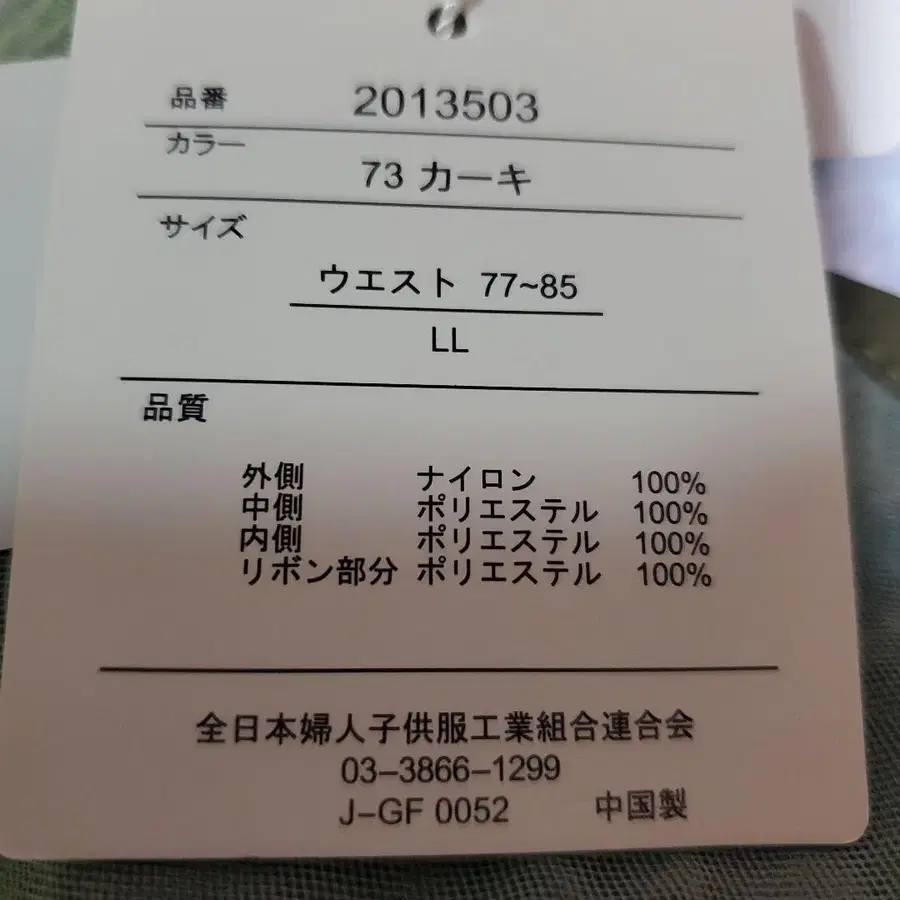 品番 2013503
カラー
73 カーキ
サイズ
ウエスト 77~85
LL
品質
外側 ナイロン 100%
中側 ポリエステル 100%
内側 ポリエステル 100%
リボン部分 ポリエステル 100%
全日本婦人子供服工業組合連合会
03-3866-1299
J-GF 0052 中国製